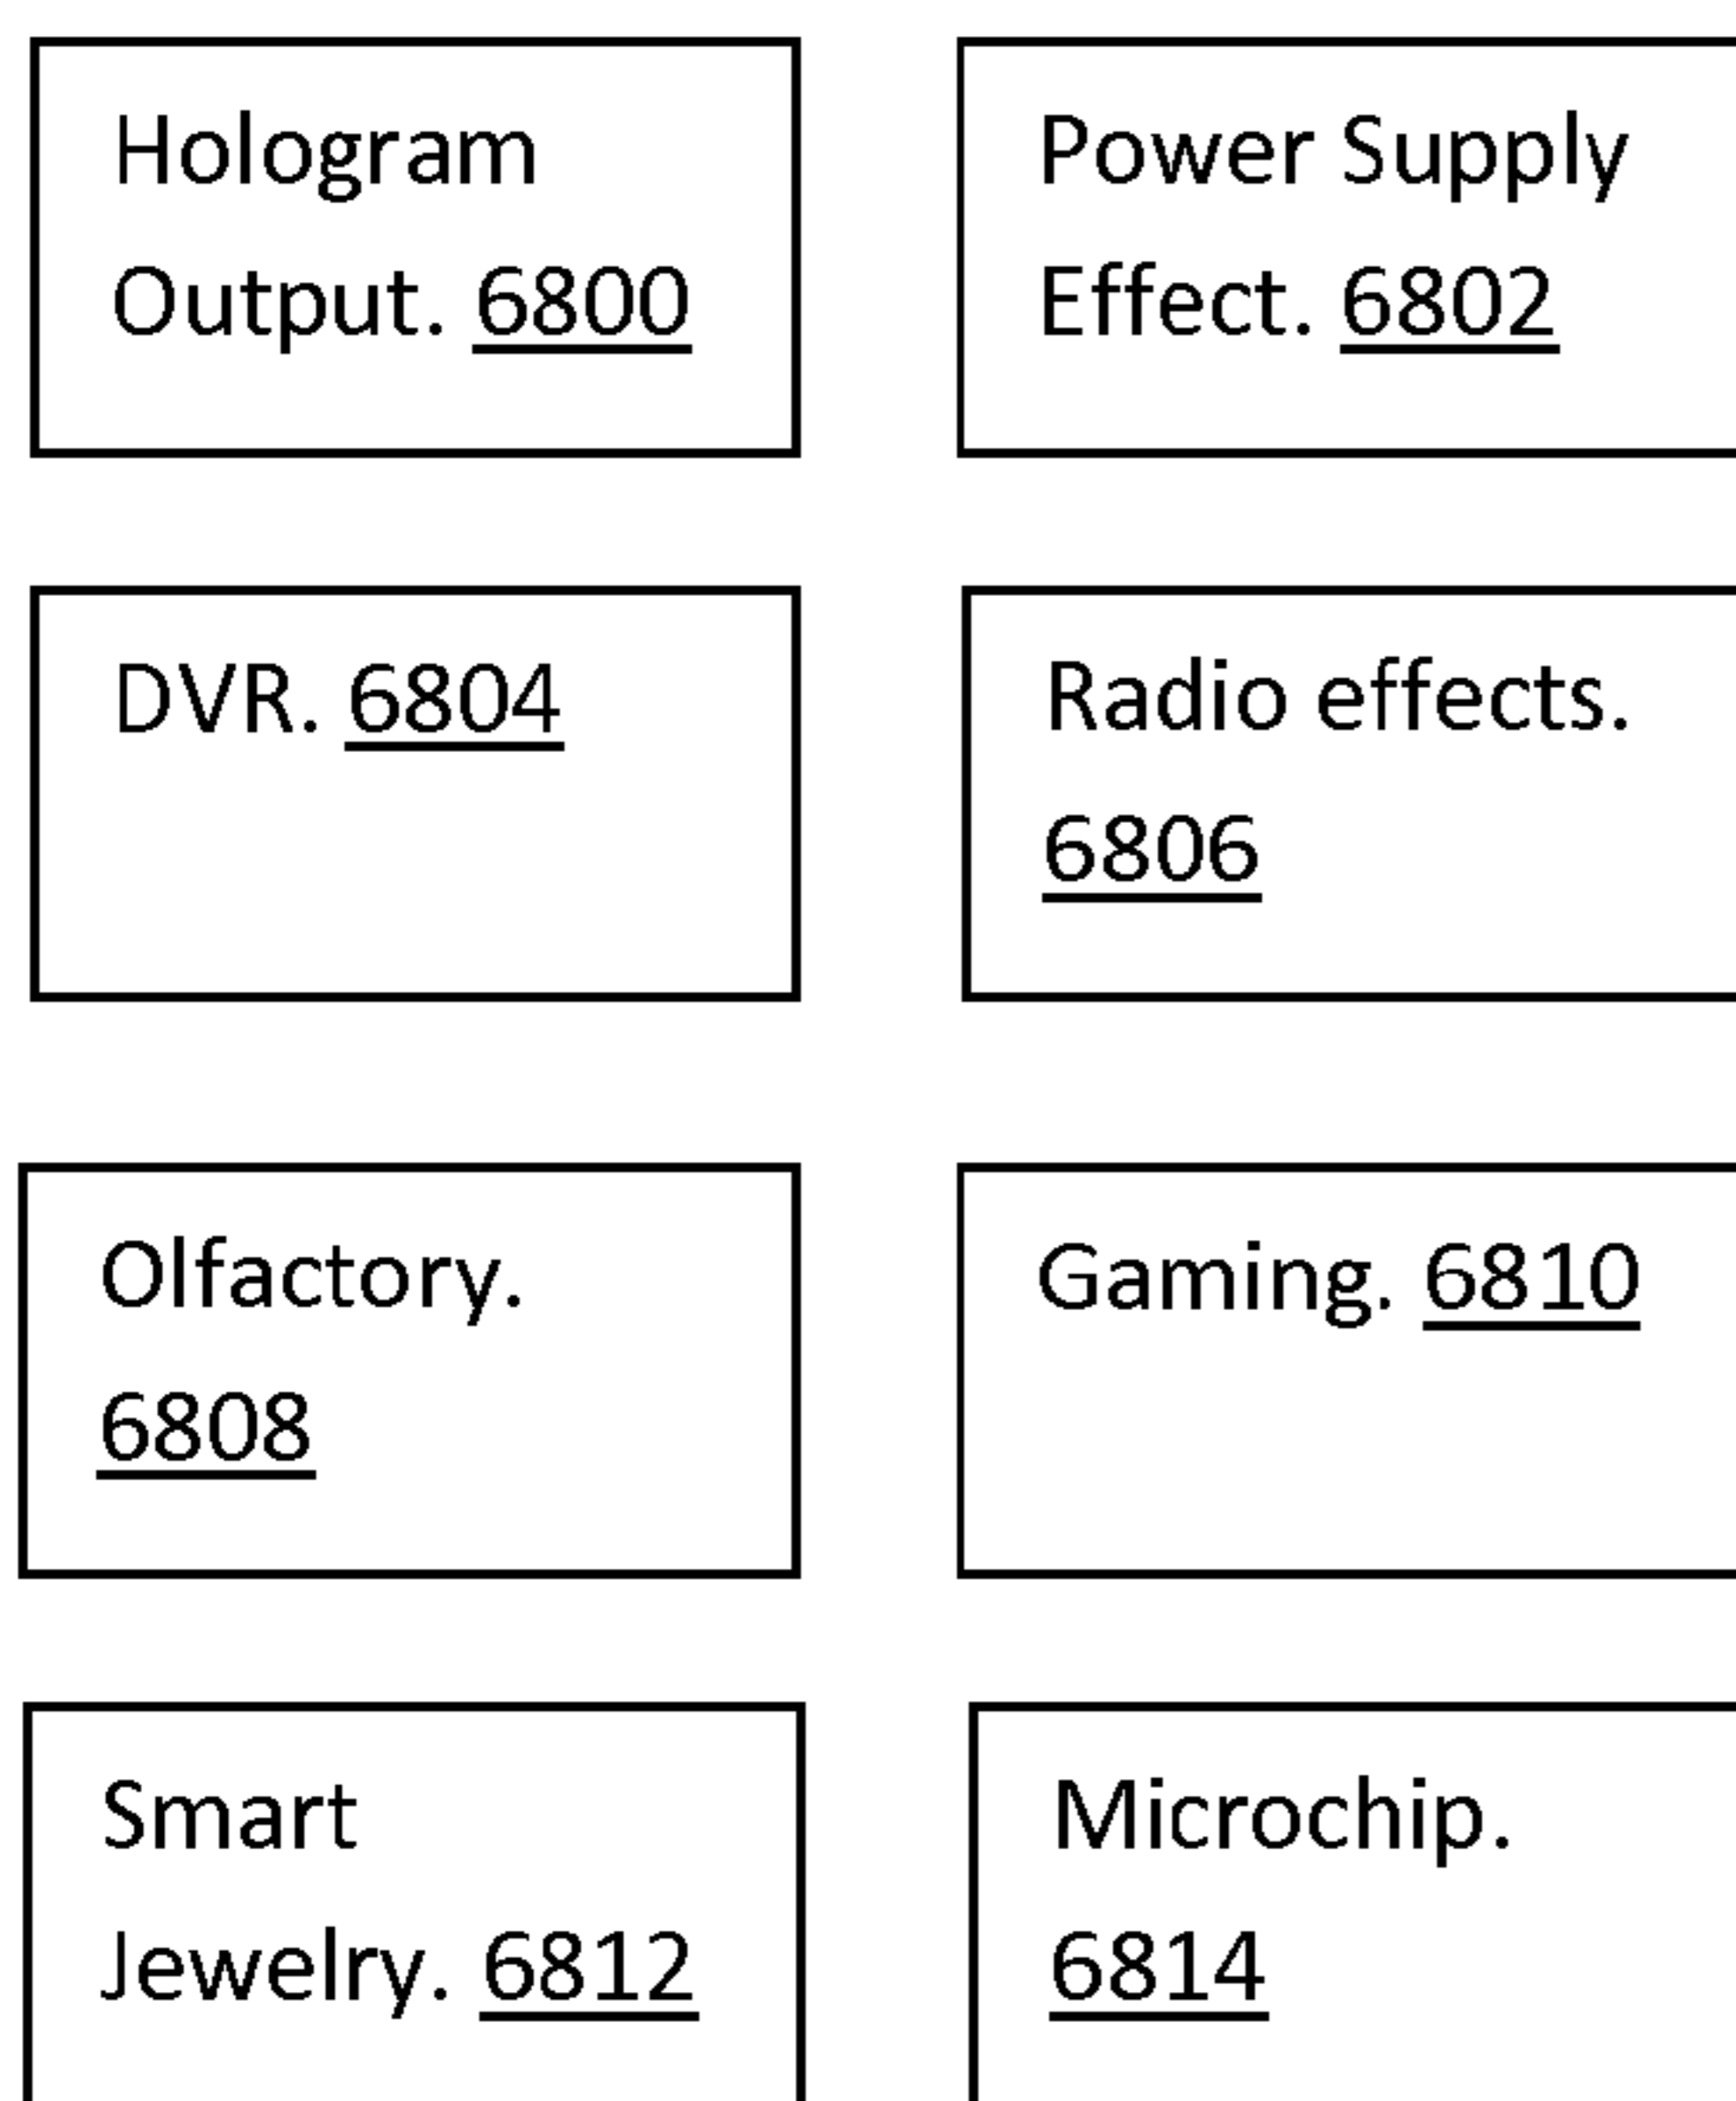 Hologram
Output. 6800
Power Supply
Effect. 6802
DVR. 6804
Radio effects.
6806
Olfactory.
6808
Gaming. 6810
Smart
Jewelry. 6812
Microchip.
6814